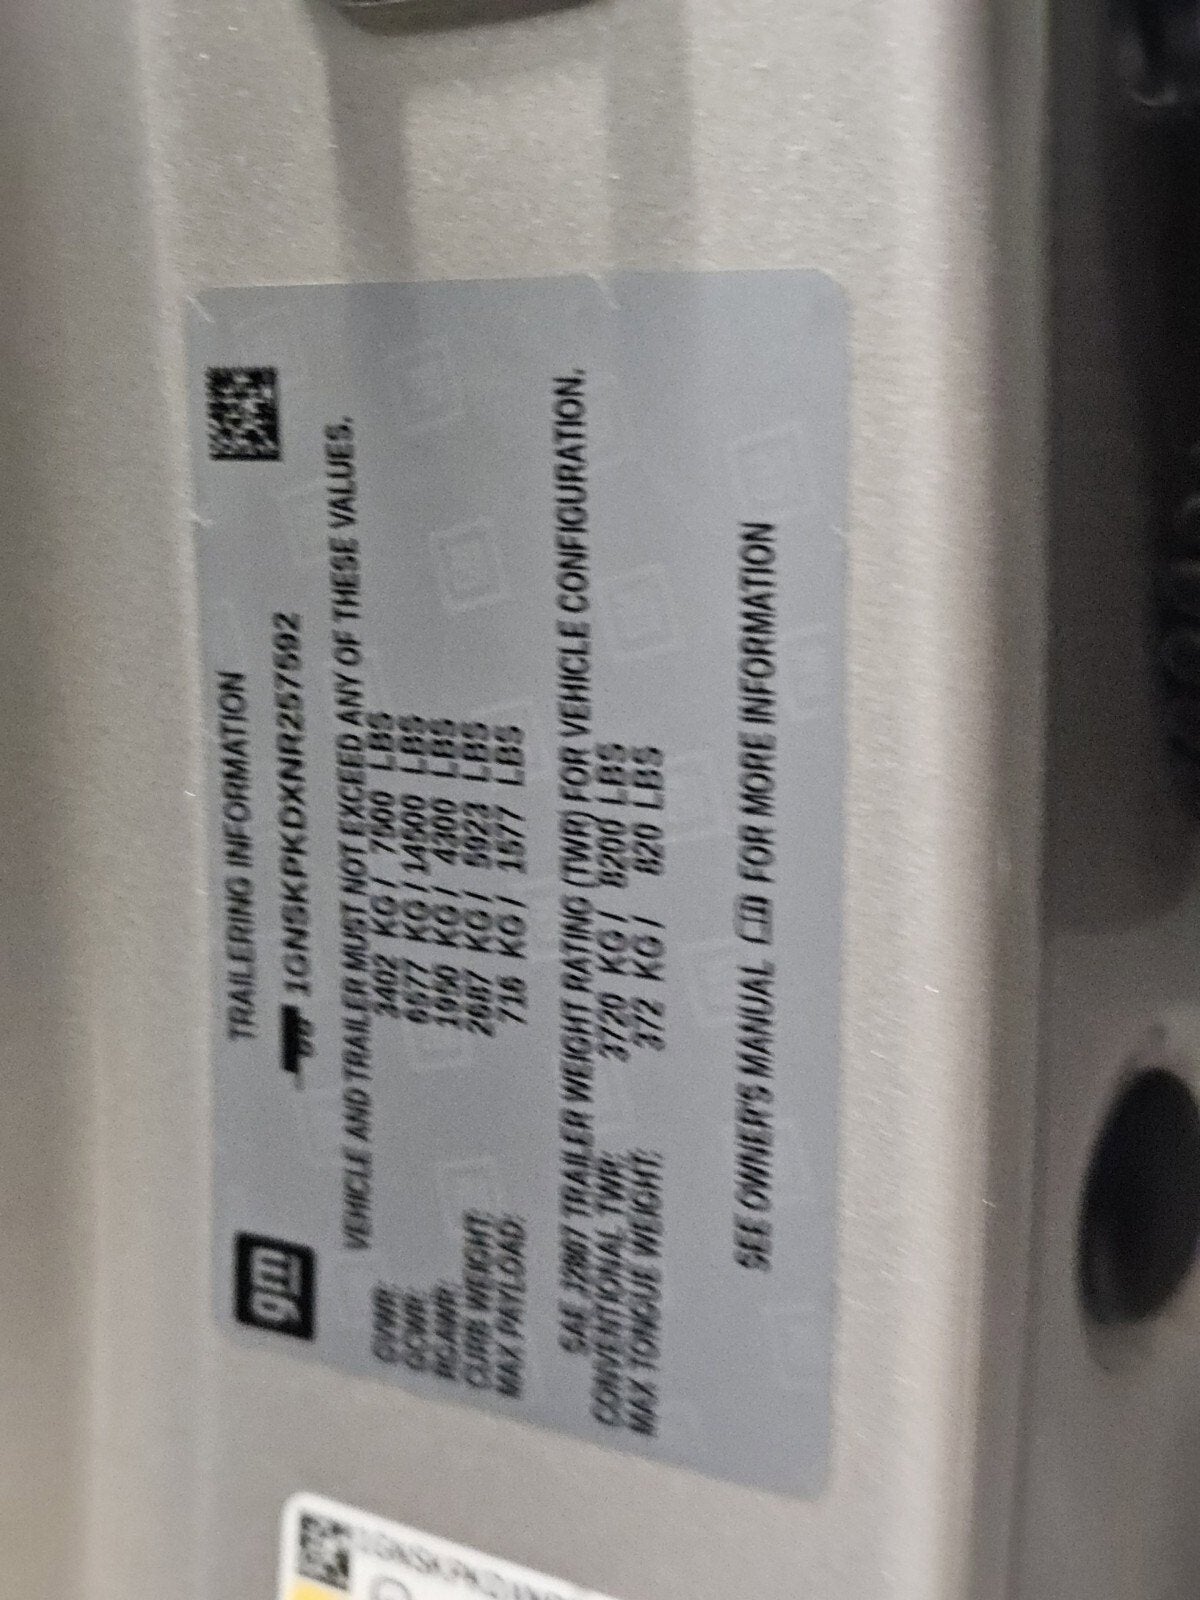 gm
TRAILERING INFORMATION
1GNSKPKDXNR257592
VEHICLE AND TRAILER MUST NOT EXCEED ANY OF THESE VALUES.
GVWR: 3402 KG / 7500 LBS
GCWR: 6577 KG / 14500 LBS
RGAWR: 1950 KG / 4300 LBS
CURB WEIGHT: 2687 KG / 5923 LBS
MAX PAYLOAD: 716 KG / 1577 LBS
SAE J2807 TRAILER WEIGHT RATING (TWR) FOR VEHICLE CONFIGURATION.
CONVENTIONAL TWR: 3720 KG / 8200 LBS
MAX TONGUE WEIGHT: 372 KG / 820 LBS
SEE OWNER'S MANUAL FOR MORE INFORMATION